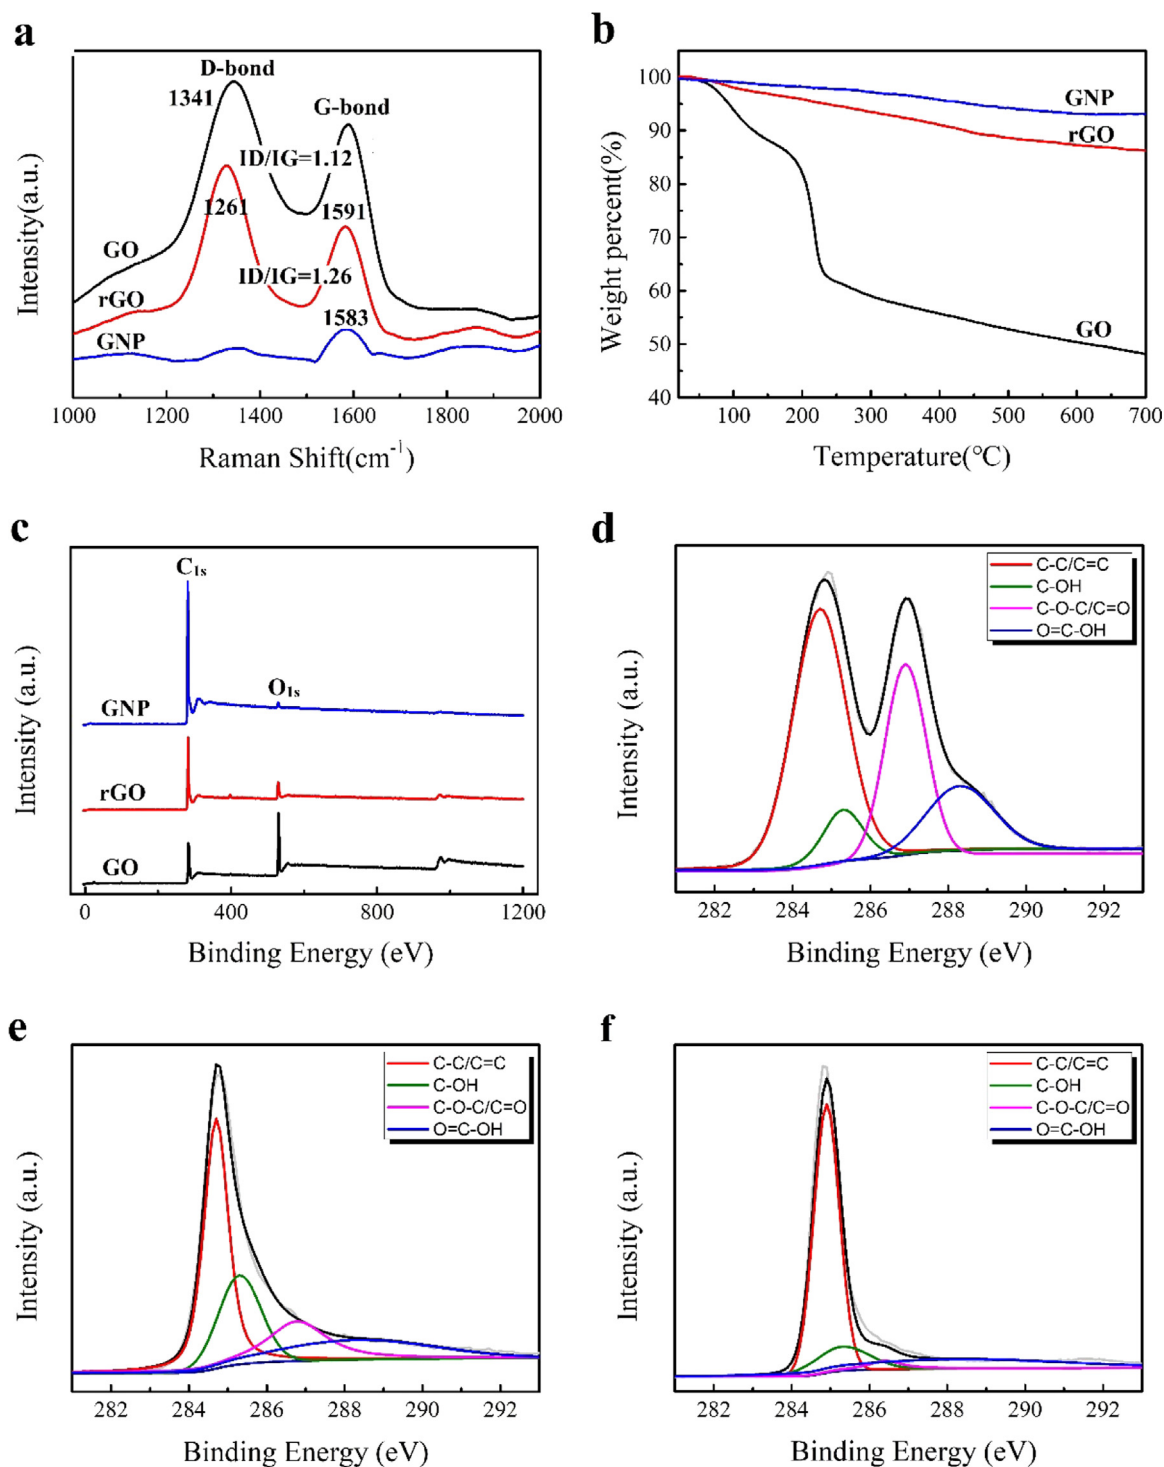 a
D-bond
1341
G-bond
ID/IG=1.12
1261
1591
GO
ID/IG=1.26
rGO
1583
GNP
1000 1200 1400 1600 1800 2000
Raman Shift(cm-1)
Intensity(a.u.)
b
100
90
80
70
60
50
40
GNP
rGO
GO
100 200 300 400 500 600 700
Temperature(℃)
Weight percent(%)
c
C1s
O1s
GNP
rGO
GO
0 400 800 1200
Binding Energy (eV)
Intensity (a.u.)
d
C-C/C=C
C-OH
C-O-C/C=O
O=C-OH
282 284 286 288 290 292
Binding Energy (eV)
Intensity (a.u.)
e
C-C/C=C
C-OH
C-O-C/C=O
O=C-OH
282 284 286 288 290 292
Binding Energy (eV)
Intensity (a.u.)
f
C-C/C=C
C-OH
C-O-C/C=O
O=C-OH
282 284 286 288 290 292
Binding Energy (eV)
Intensity (a.u.)